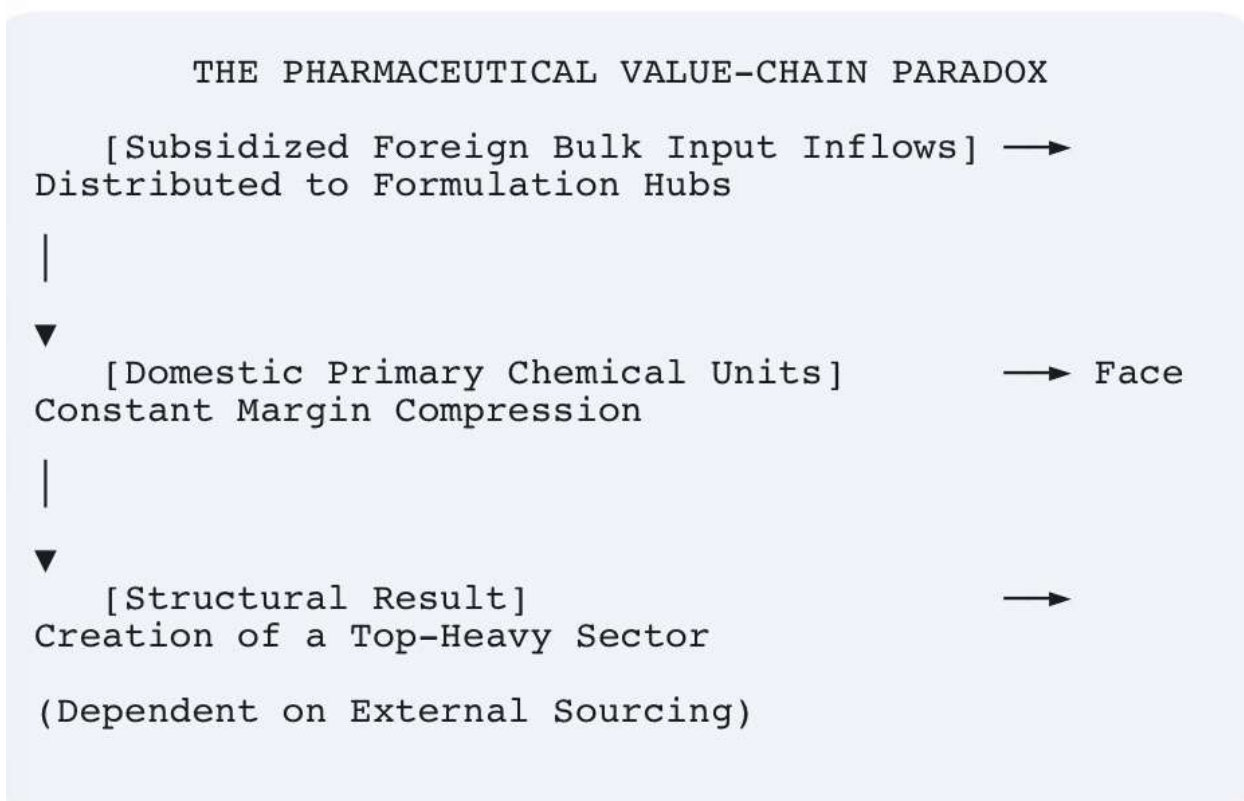 THE PHARMACEUTICAL VALUE-CHAIN PARADOX
[Subsidized Foreign Bulk Input Inflows] ──►
Distributed to Formulation Hubs
│
▼
[Domestic Primary Chemical Units] ──► Face
Constant Margin Compression
│
▼
[Structural Result] ──►
Creation of a Top-Heavy Sector
(Dependent on External Sourcing)